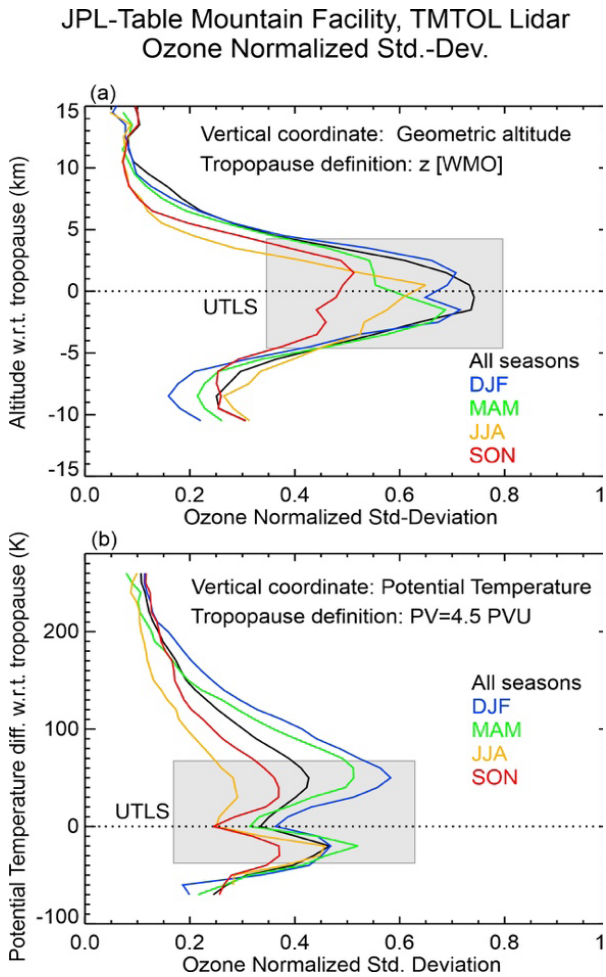 JPL-Table Mountain Facility, TMTOL Lidar
Ozone Normalized Std.-Dev.
(a)
Vertical coordinate: Geometric altitude
Tropopause definition: z [WMO]
UTLS
All seasons
DJF
MAM
JJA
SON
Altitude w.r.t. tropopause (km)
15
10
5
0
-5
-10
-15
0.0 0.2 0.4 0.6 0.8 1
Ozone Normalized Std-Deviation
(b)
Vertical coordinate: Potential Temperature
Tropopause definition: PV=4.5 PVU
All seasons
DJF
MAM
JJA
SON
UTLS
Potential Temperature diff. w.r.t. tropopause (K)
200
100
0
-100
0.0 0.2 0.4 0.6 0.8 1
Ozone Normalized Std. Deviation